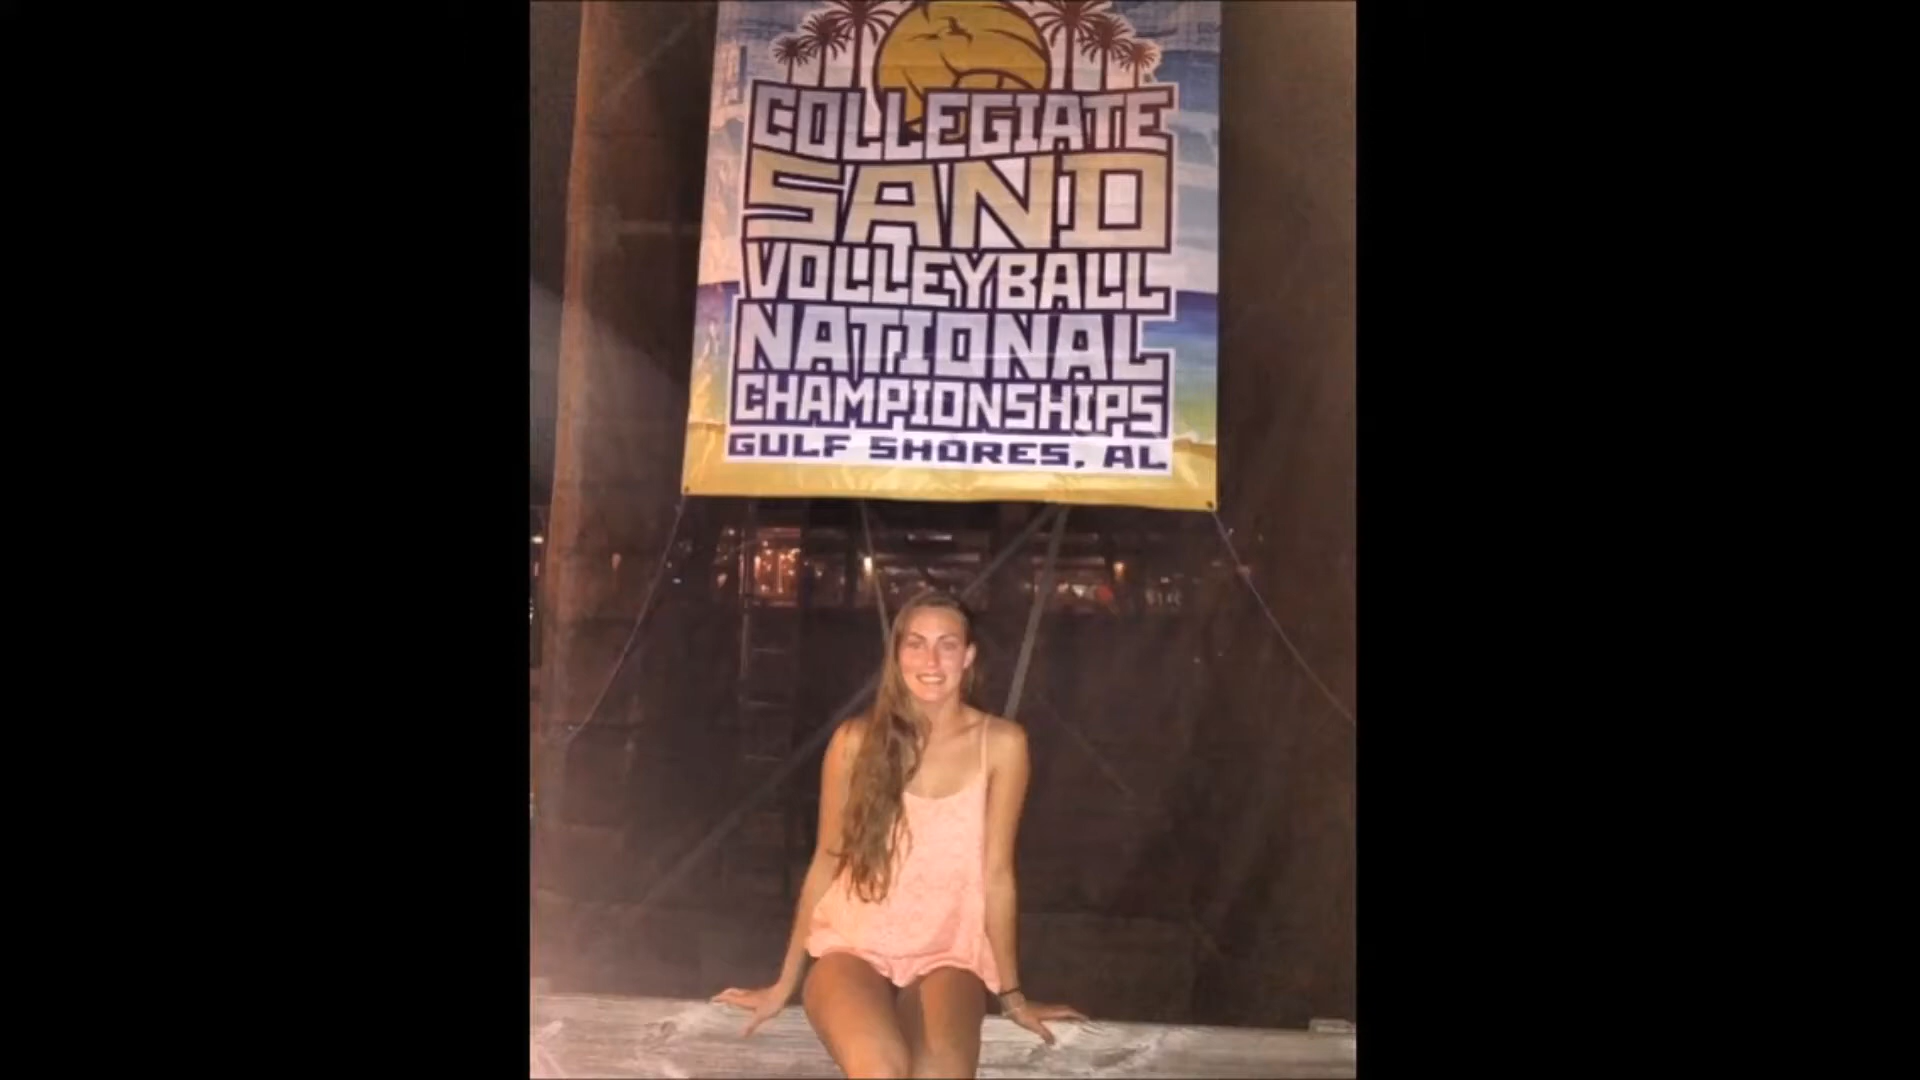 COLLEGIATE
SAND
VOLLEYBALL
NATIONAL
CHAMPIONSHIPS
GULF SHORES, AL